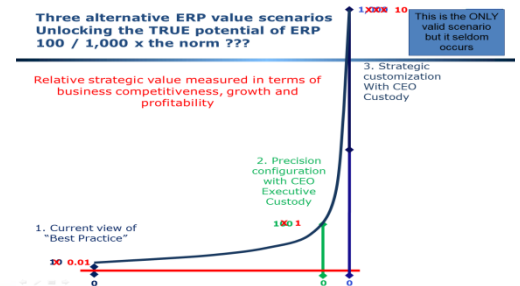 Three alternative ERP value scenarios
Unlocking the TRUE potential of ERP
100 / 1,000 x the norm ???
This is the ONLY
valid scenario
but it seldom
occurs
Relative strategic value measured in terms of
business competitiveness, growth and
profitability
3. Strategic
customization
With CEO
Custody
2. Precision
configuration
with CEO
Executive
Custody
1. Current view of
"Best Practice"
0.01
0
0
0